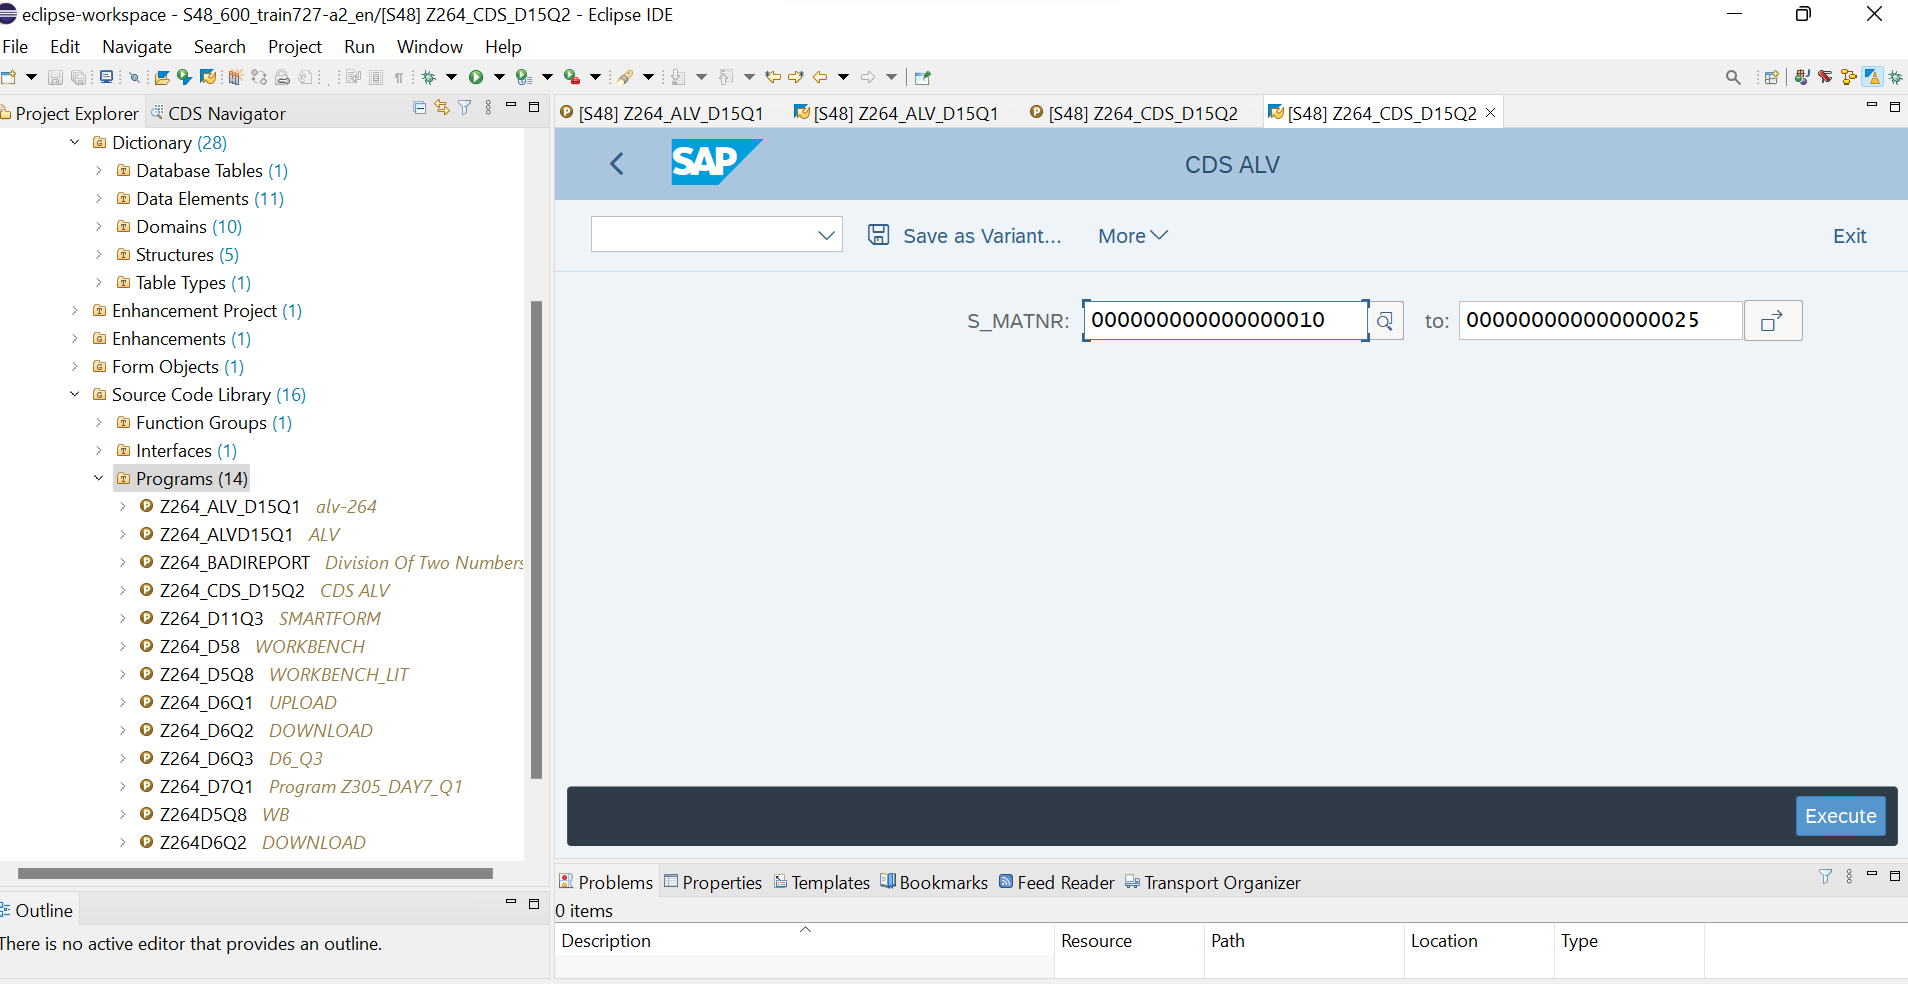 eclipse-workspace - S48_600_train727-a2_en/[S48] Z264_CDS_D15Q2 - Eclipse IDE
File Edit Navigate Search Project Run Window Help
Project Explorer CDS Navigator
Dictionary (28)
Database Tables (1)
Data Elements (11)
Domains (10)
Structures (5)
Table Types (1)
Enhancement Project (1)
Enhancements (1)
Form Objects (1)
Source Code Library (16)
Function Groups (1)
Interfaces (1)
Programs (14)
Z264_ALV_D15Q1 alv-264
Z264_ALVD15Q1 ALV
Z264_BADIREPORT Division Of Two Numbers
Z264_CDS_D15Q2 CDS ALV
Z264_D11Q3 SMARTFORM
Z264_D58 WORKBENCH
Z264_D5Q8 WORKBENCH_LIT
Z264_D6Q1 UPLOAD
Z264_D6Q2 DOWNLOAD
Z264_D6Q3 D6_Q3
Z264_D7Q1 Program Z305_DAY7_Q1
Z264D5Q8 WB
Z264D6Q2 DOWNLOAD
Outline
There is no active editor that provides an outline.
[S48] Z264_ALV_D15Q1 [S48] Z264_ALV_D15Q1 [S48] Z264_CDS_D15Q2 [S48] Z264_CDS_D15Q2
SAP CDS ALV
Save as Variant... More Exit
S_MATNR: 000000000000000010 to: 000000000000000025
Execute
Problems Properties Templates Bookmarks Feed Reader Transport Organizer
0 items
Description Resource Path Location Type